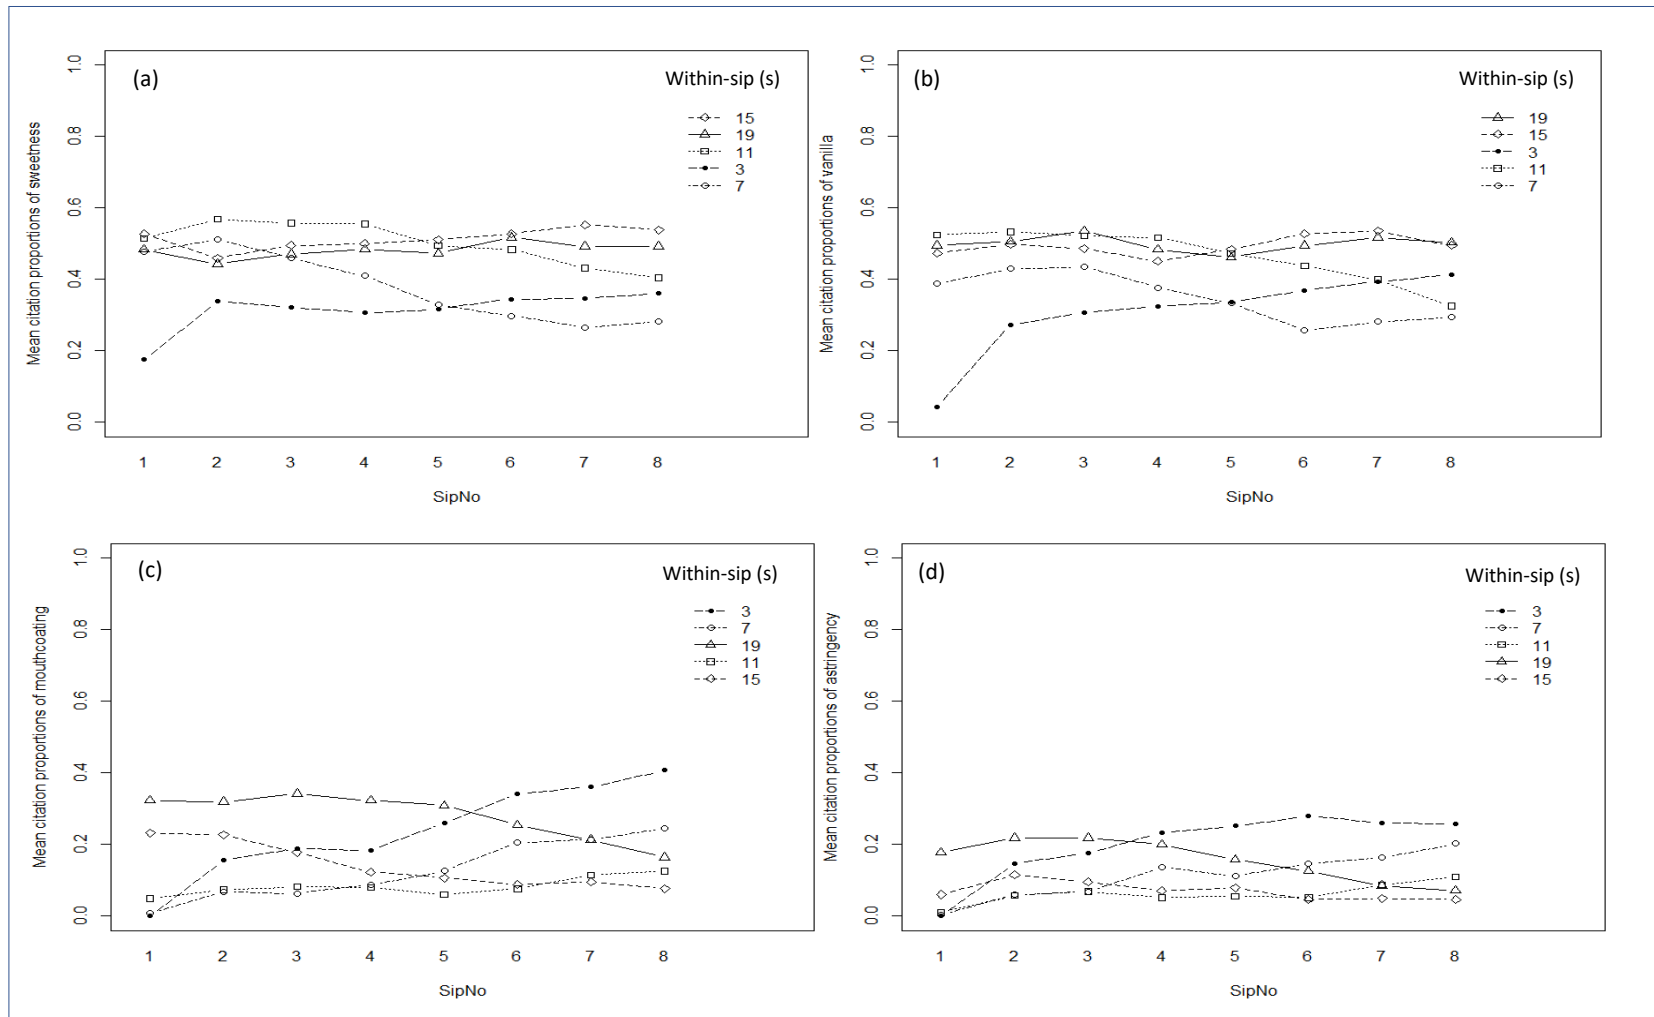 (a)
Within-sip (s)
15
19
11
3
7
Mean citation proportions of sweetness
1.0
0.8
0.6
0.4
0.2
0.0
1 2 3 4 5 6 7 8
SipNo
(b)
Within-sip (s)
19
15
3
11
7
Mean citation proportions of vanilla
1.0
0.8
0.6
0.4
0.2
0.0
1 2 3 4 5 6 7 8
SipNo
(c)
Within-sip (s)
3
7
19
11
15
Mean citation proportions of mouthcoating
1.0
0.8
0.6
0.4
0.2
0.0
1 2 3 4 5 6 7 8
SipNo
(d)
Within-sip (s)
3
7
11
19
15
Mean citation proportions of astringency
1.0
0.8
0.6
0.4
0.2
0.0
1 2 3 4 5 6 7 8
SipNo